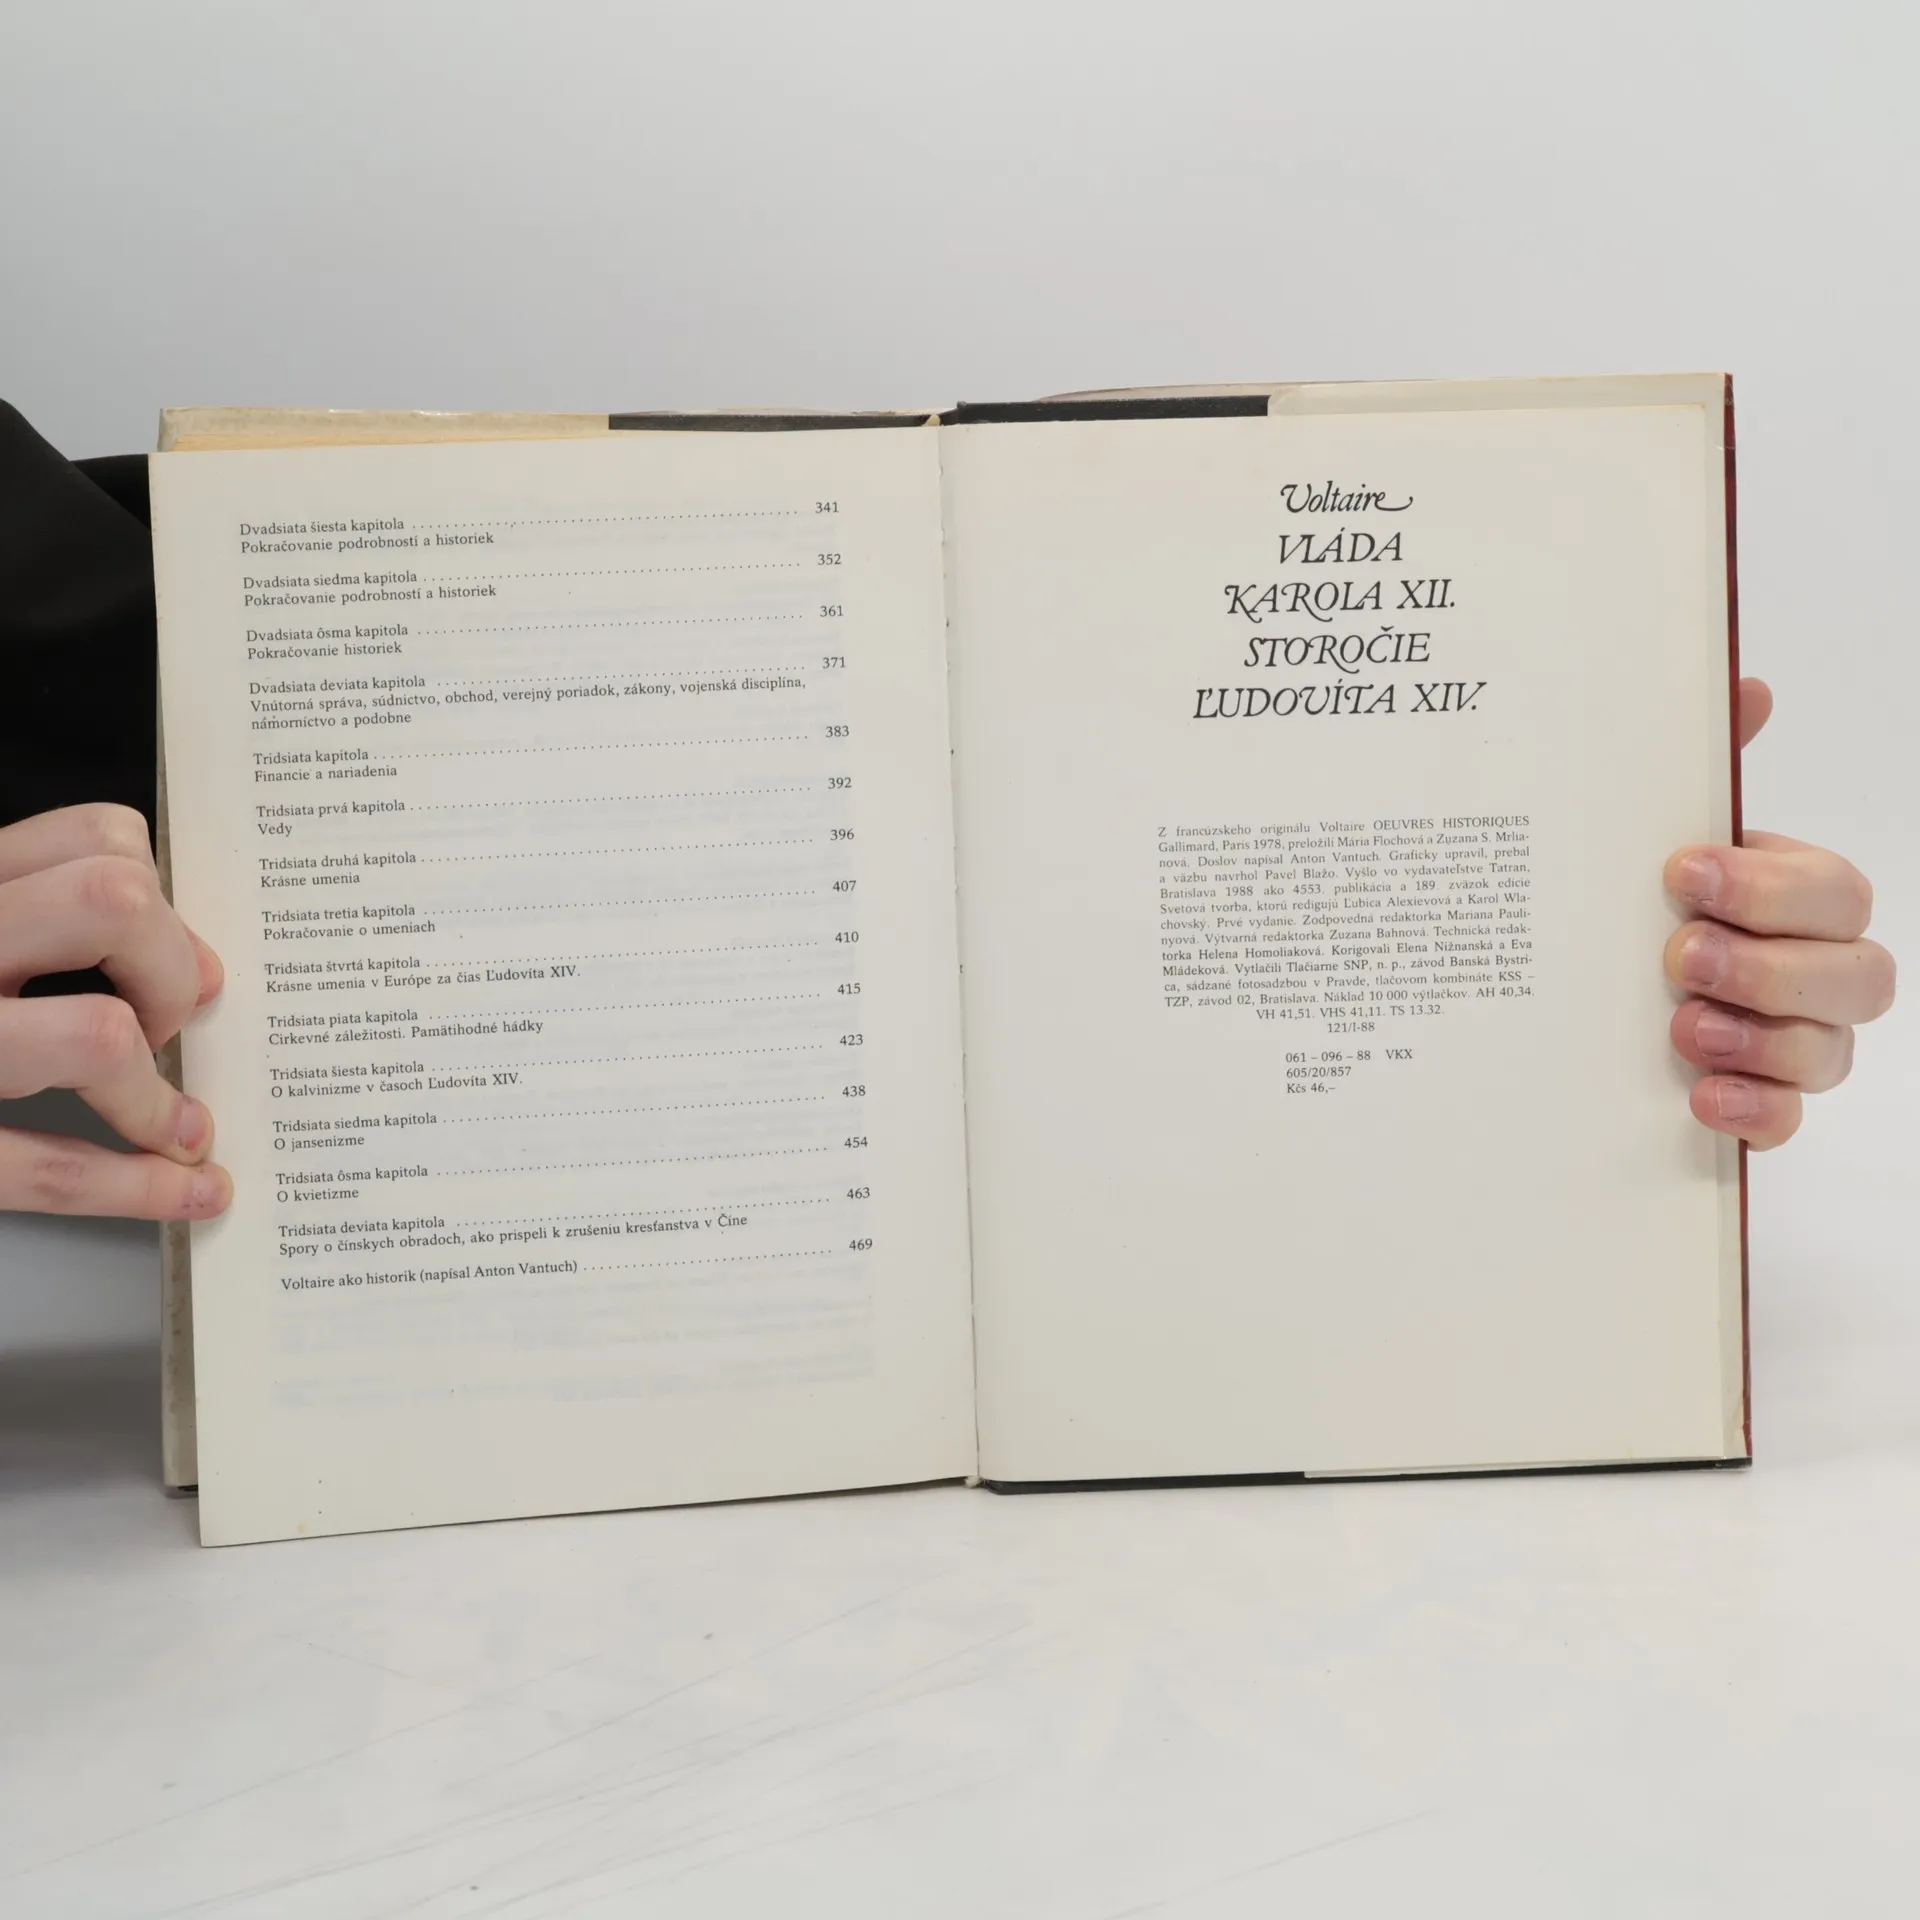 Dvadsiata šiesta kapitola . . . . . . . . . . . . . . . . . . . . . . . . . . . . . . 341
Pokračovanie podrobností a historiek
Dvadsiata siedma kapitola . . . . . . . . . . . . . . . . . . . . . . . . . . . . . . 352
Pokračovanie podrobností a historiek
Dvadsiata ôsma kapitola . . . . . . . . . . . . . . . . . . . . . . . . . . . . . . 361
Pokračovanie historiek
Dvadsiata deviata kapitola . . . . . . . . . . . . . . . . . . . . . . . . . . . . . . 371
Vnútorná správa, súdnictvo, obchod, verejný poriadok, zákony, vojenská disciplína,
námorníctvo a podobne
Tridsiata kapitola . . . . . . . . . . . . . . . . . . . . . . . . . . . . . . 383
Financie a nariadenia
Tridsiata prvá kapitola . . . . . . . . . . . . . . . . . . . . . . . . . . . . . . 392
Vedy
Tridsiata druhá kapitola . . . . . . . . . . . . . . . . . . . . . . . . . . . . . . 396
Krásne umenia
Tridsiata tretia kapitola . . . . . . . . . . . . . . . . . . . . . . . . . . . . . . 407
Pokračovanie o umeniach
Tridsiata štvrtá kapitola . . . . . . . . . . . . . . . . . . . . . . . . . . . . . . 410
Krásne umenia v Európe za čias Ľudovíta XIV.
Tridsiata piata kapitola . . . . . . . . . . . . . . . . . . . . . . . . . . . . . . 415
Cirkevné záležitosti. Pamätihodné hádky
Tridsiata šiesta kapitola . . . . . . . . . . . . . . . . . . . . . . . . . . . . . . 423
O kalvinizme v časoch Ľudovíta XIV.
Tridsiata siedma kapitola . . . . . . . . . . . . . . . . . . . . . . . . . . . . . . 438
O jansenizme
Tridsiata ôsma kapitola . . . . . . . . . . . . . . . . . . . . . . . . . . . . . . 454
O kvietizme
Tridsiata deviata kapitola . . . . . . . . . . . . . . . . . . . . . . . . . . . . . . 463
Spory o čínskych obradoch, ako prispeli k zrušeniu kresťanstva v Číne
Voltaire ako historik (napísal Anton Vantuch) . . . . . . . . . . . . . . . . . . . . 469
Voltaire
VLÁDA
KAROLA XII.
STOROČIE
ĽUDOVÍTA XIV.
Z francúzskeho originálu Voltaire OEUVRES HISTORIQUES
Gallimard, Paris 1978, preložili Mária Flochová a Zuzana S. Mrlia-
nová. Doslov napísal Anton Vantuch. Graficky upravil, prebal
a väzbu navrhol Pavel Blažo. Vyšlo vo vydavateľstve Tatran,
Bratislava 1988 ako 4553. publikácia a 189. zväzok edície
Svetová tvorba, ktorú redigujú Ľubica Alexievová a Karol Wla-
chovský. Prvé vydanie. Zodpovedná redaktorka Mariana Pauli-
nyová. Výtvarná redaktorka Zuzana Bahnová. Technická redak-
torka Helena Homoliaková. Korigovali Elena Nižnanská a Eva
Mládeková. Vytlačili Tlačiarne SNP, n. p., závod Banská Bystri-
ca, sádzané fotosadzbou v Pravde, tlačovom kombináte KSS –
TZP, závod 02, Bratislava. Náklad 10 000 výtlačkov. AH 40,34.
VH 41,51. VHS 41,11. TS 13.32.
121/I-88
061 – 096 – 88 VKX
605/20/857
Kčs 46,–